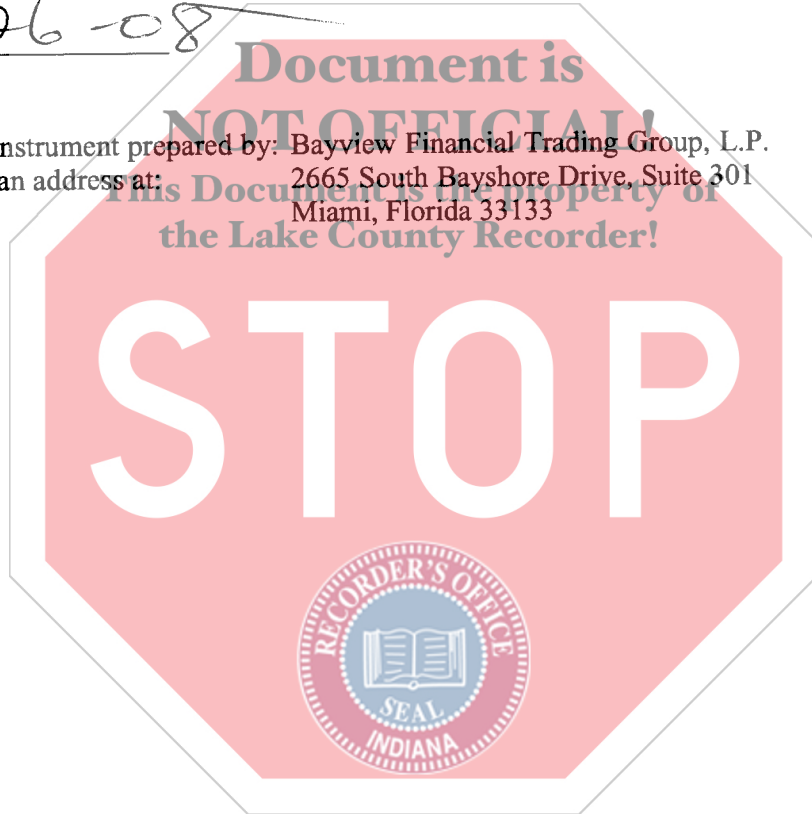 26-08
Document is
NOT OFFICIAL!
nstrument prepared by: Bayview Financial Trading Group, L.P.
an address at: 2665 South Bayshore Drive, Suite 301
This Document is the property of
Miami, Florida 33133
the Lake County Recorder!
STOP
RECORDER'S OFFICE
SEAL
INDIANA